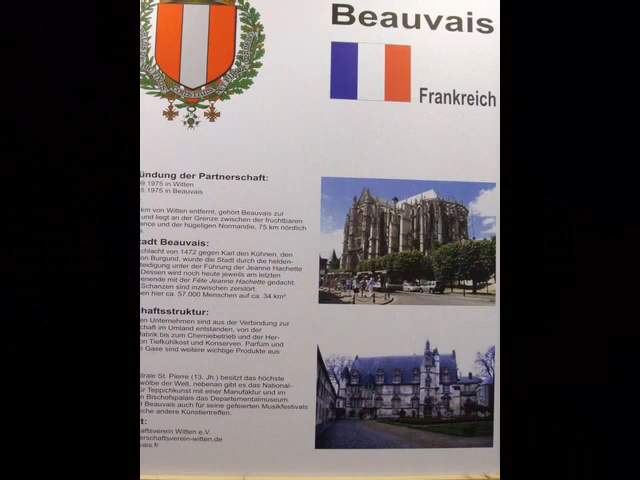 Beauvais
Frankreich
ündung der Partnerschaft:
9.1975 in Witten
5.1975 in Beauvais
km von Witten entfernt, gehört Beauvais zur
und liegt an der Grenze zwischen der fruchtbaren
ance und der hügeligen Normandie, 75 km nördlich
s.
tadt Beauvais:
chlacht von 1472 gegen Karl den Kühnen, den
on Burgund, wurde die Stadt durch die helden-
teidigung unter der Führung der Jeanne Hachette
Dessen wird noch heute jeweils am letzten
enende mit der Fête Jeanne Hachette gedacht.
Schanzen sind inzwischen zerstört.
en hier ca. 57.000 Menschen auf ca. 34 km²
haftsstruktur:
en Unternehmen sind aus der Verbindung zur
chaft im Umland entstanden, von der
fabrik bis zum Chemiebetrieb und der Her-
on Tiefkühlkost und Konserven. Parfüm und
e Gase sind weitere wichtige Produkte aus
drale St. Pierre (13. Jh.) besitzt das höchste
wölbe der Welt, nebenan gibt es das National-
ür Teppichkunst mit einer Manufaktur und im
n Bischofspalais das Departementalmuseum.
l Beauvais auch für seine gefeierten Musikfestivals
iche andere Künstlertreffen.
t:
haftsverein Witten e.V.
erschaftsverein-witten.de
vais.fr